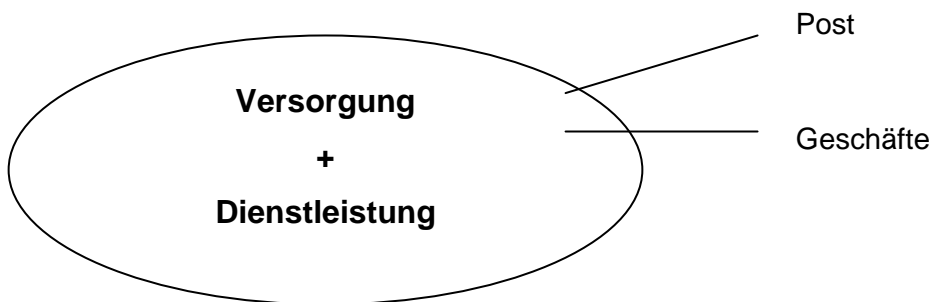 Post
Versorgung
+
Geschäfte
Dienstleistung